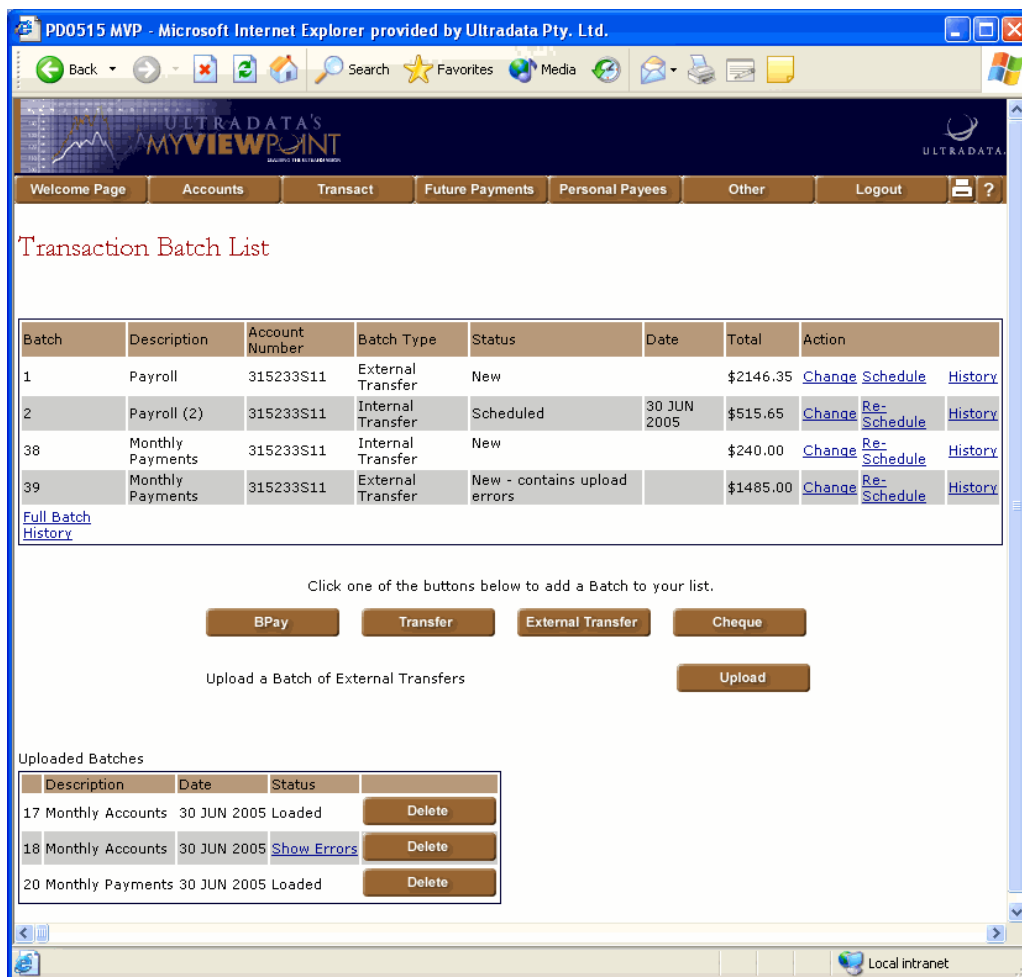 PD0515 MVP - Microsoft Internet Explorer provided by Ultradata Pty. Ltd.
Back Search Favorites Media
ULTRADATA'S
MYVIEWPOINT
ULTRADATA
Welcome Page Accounts Transact Future Payments Personal Payees Other Logout ?
Transaction Batch List
Batch Description Account Number Batch Type Status Date Total Action
1 Payroll 315233S11 External Transfer New $2146.35 Change Schedule History
2 Payroll (2) 315233S11 Internal Transfer Scheduled 30 JUN 2005 $515.65 Change Re-Schedule History
38 Monthly Payments 315233S11 Internal Transfer New $240.00 Change Re-Schedule History
39 Monthly Payments 315233S11 External Transfer New - contains upload errors $1485.00 Change Re-Schedule History
Full Batch
History
Click one of the buttons below to add a Batch to your list.
BPay Transfer External Transfer Cheque
Upload a Batch of External Transfers Upload
Uploaded Batches
Description Date Status
17 Monthly Accounts 30 JUN 2005 Loaded Delete
18 Monthly Accounts 30 JUN 2005 Show Errors Delete
20 Monthly Payments 30 JUN 2005 Loaded Delete
Local intranet